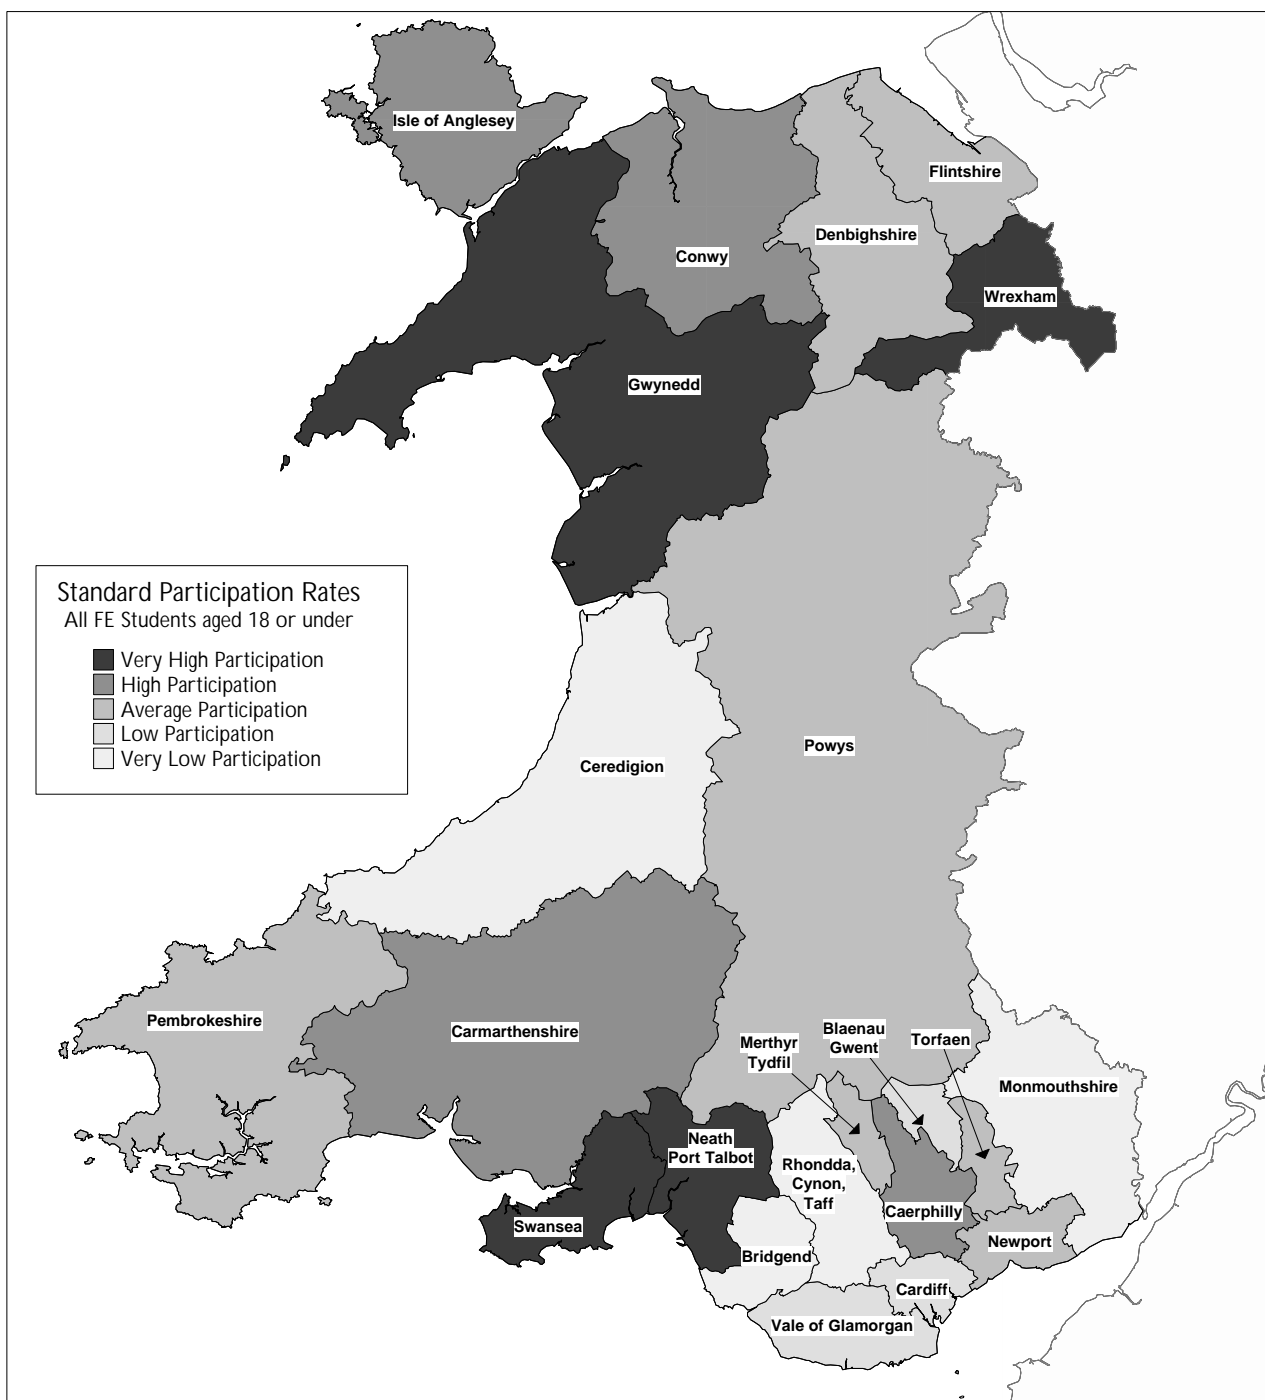 Isle of Anglesey
Flintshire
Denbighshire
Conwy
Wrexham
Gwynedd
Standard Participation Rates
All FE Students aged 18 or under
Very High Participation
High Participation
Average Participation
Low Participation
Very Low Participation
Powys
Ceredigion
Pembrokeshire
Carmarthenshire
Merthyr
Tydfil
Blaenau
Gwent
Torfaen
Monmouthshire
Neath
Port Talbot
Rhondda,
Cynon,
Taff
Caerphilly
Swansea
Newport
Bridgend
Cardiff
Vale of Glamorgan